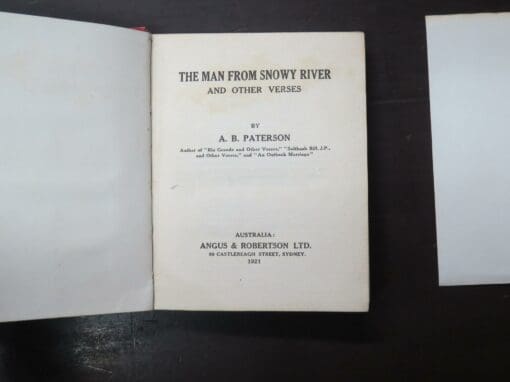 THE MAN FROM SNOWY RIVER
AND OTHER VERSES
BY
A. B. PATERSON
Author of "Rio Grande and Other Verses," "Saltbush Bill, J.P.,
and Other Verses," and "An Outback Marriage"
AUSTRALIA:
ANGUS & ROBERTSON LTD.
89 CASTLEREAGH STREET, SYDNEY.
1921